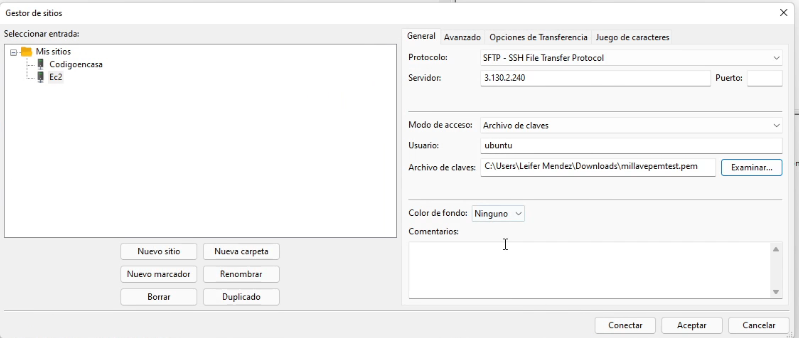 Gestor de sitios
Seleccionar entrada:
Mis sitios
Codigoencasa
Ec2
Nuevo sitio
Nueva carpeta
Nuevo marcador
Renombrar
Borrar
Duplicado
General
Avanzado
Opciones de Transferencia
Juego de caracteres
Protocolo:
SFTP - SSH File Transfer Protocol
Servidor:
3.130.2.240
Puerto:
Modo de acceso:
Archivo de claves
Usuario:
ubuntu
Archivo de claves:
C:\Users\Leifer Mendez\Downloads\millavepemtest.pem
Examinar...
Color de fondo:
Ninguno
Comentarios:
Conectar
Aceptar
Cancelar